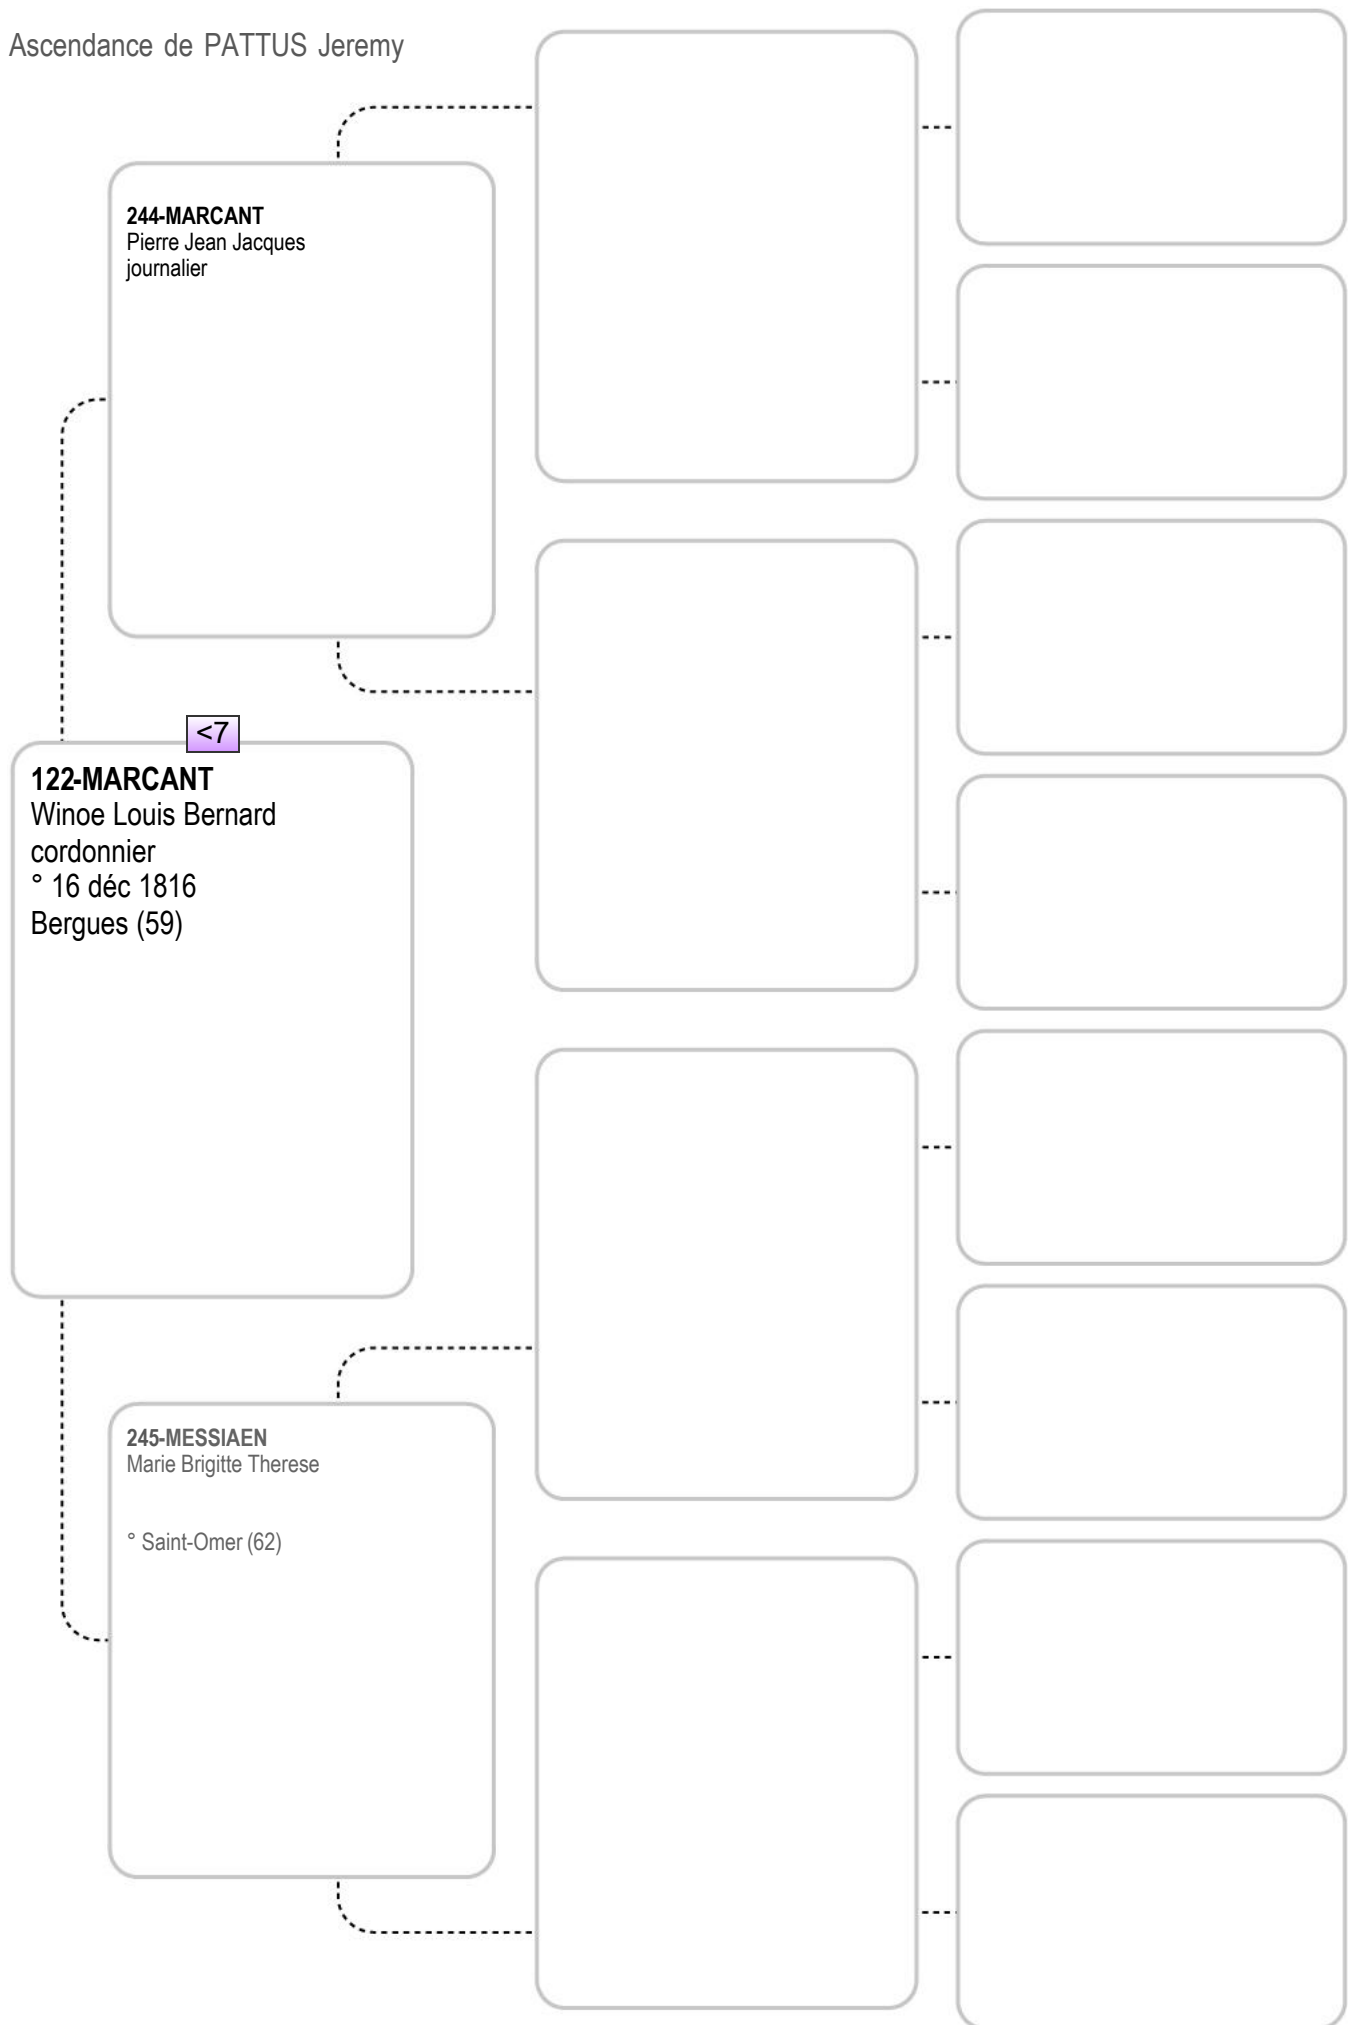 Ascendance de PATTUS Jeremy
244-MARCANT
Pierre Jean Jacques
journalier
<7
122-MARCANT
Winoe Louis Bernard
cordonnier
° 16 déc 1816
Bergues (59)
245-MESSIAEN
Marie Brigitte Therese
° Saint-Omer (62)